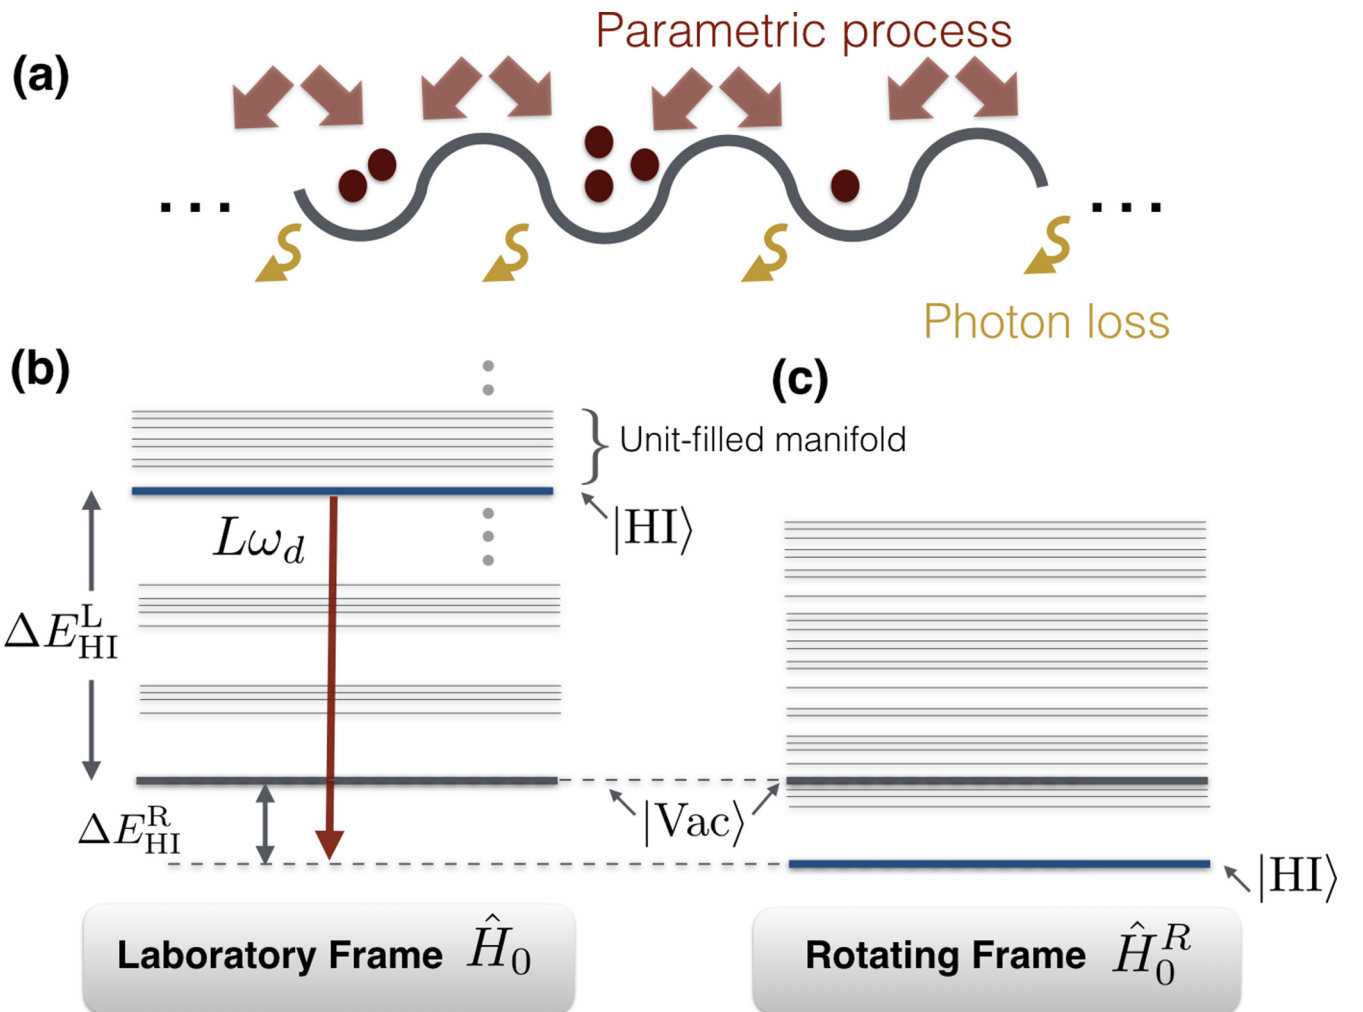 Parametric process
(a)
... ...
Photon loss
(b) (c)
Unit-filled manifold
|HI⟩
Lω_d
ΔE^L_HI
|Vac⟩
ΔE^R_HI
|HI⟩
Laboratory Frame Ĥ_0
Rotating Frame Ĥ^R_0